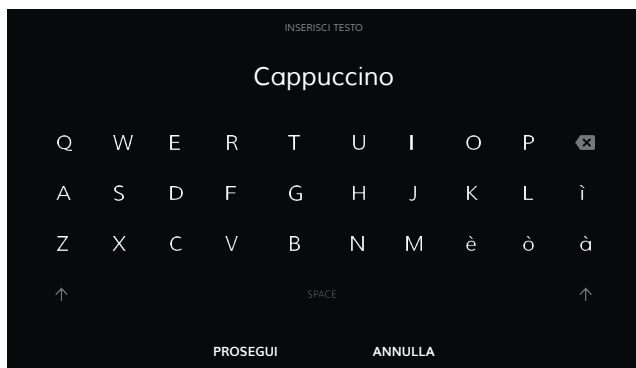 INSERISCI TESTO
Cappuccino
Q W E R T U I O P
A S D F G H J K L ì
Z X C V B N M è ò à
SPACE
PROSEGUI ANNULLA